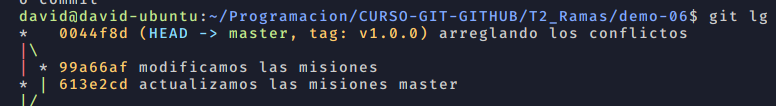 o commit
david@david-ubuntu:~/Programacion/CURSO-GIT-GITHUB/T2_Ramas/demo-06$ git lg
*   0044f8d (HEAD -> master, tag: v1.0.0) arreglando los conflictos
|\
| * 99a66af modificamos las misiones
* | 613e2cd actualizamos las misiones master
|/